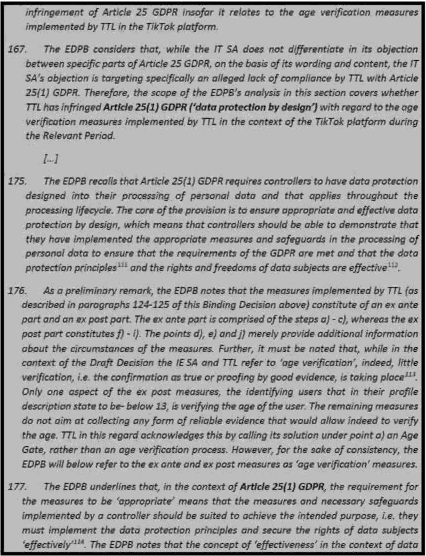 infringement of Article 25 GDPR insofar it relates to the age verification measures
implemented by TTL in the TikTok platform.
167. The EDPB considers that, while the IT SA does not differentiate in its objection
between specific parts of Article 25 GDPR, on the basis of its wording and content, the IT
SA's objection is targeting specifically an alleged lack of compliance by TTL with Article
25(1) GDPR. Therefore, the scope of the EDPB's analysis in this section covers whether
TTL has infringed Article 25(1) GDPR ('data protection by design') with regard to the age
verification measures implemented by TTL in the context of the TikTok platform during
the Relevant Period.
[...]
175. The EDPB recalls that Article 25(1) GDPR requires controllers to have data protection
designed into their processing of personal data and that applies throughout the
processing lifecycle. The core of the provision is to ensure appropriate and effective data
protection by design, which means that controllers should be able to demonstrate that
they have implemented the appropriate measures and safeguards in the processing of
personal data to ensure that the requirements of the GDPR are met and that the data
protection principles and the rights and freedoms of data subjects are effective.
176. As a preliminary remark, the EDPB notes that the measures implemented by TTL (as
described in paragraphs 124-125 of this Binding Decision above) constitute of an ex ante
part and an ex post part. The ex ante part is comprised of the steps a) - c), whereas the ex
post part constitutes f) - i). The points d), e) and j) merely provide additional information
about the circumstances of the measures. Further, it must be noted that, while in the
context of the Draft Decision the IE SA and TTL refer to 'age verification', indeed, little
verification, i.e. the confirmation as true or proofing by good evidence, is taking place.
Only one aspect of the ex post measures, the identifying users that in their profile
description state to be- below 13, is verifying the age of the user. The remaining measures
do not aim at collecting any form of reliable evidence that would allow indeed to verify
the age. TTL in this regard acknowledges this by calling its solution under point a) an Age
Gate, rather than an age verification process. However, for the sake of consistency, the
EDPB will below refer to the ex ante and ex post measures as 'age verification' measures.
177. The EDPB underlines that, in the context of Article 25(1) GDPR, the requirement for
the measures to be 'appropriate' means that the measures and necessary safeguards
implemented by a controller should be suited to achieve the intended purpose, i.e. they
must implement the data protection principles and secure the rights of data subjects
'effectively'. The EDPB notes that the concept of 'effectiveness' in the context of data